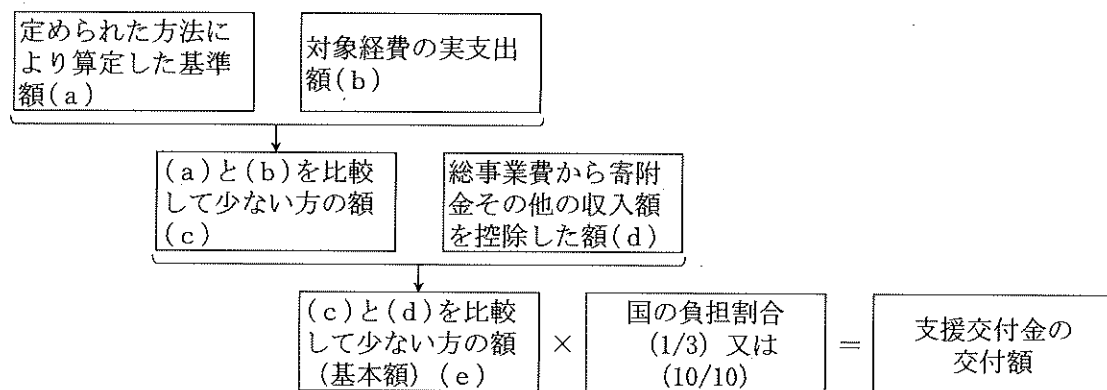 定められた方法に
より算定した基準
額(a)
対象経費の実支出
額(b)
(a)と(b)を比較
して少ない方の額
(c)
総事業費から寄附
金その他の収入額
を控除した額(d)
(c)と(d)を比較
して少ない方の額
(基本額)(e)
×
国の負担割合
(1/3) 又は
(10/10)
=
支援交付金の
交付額